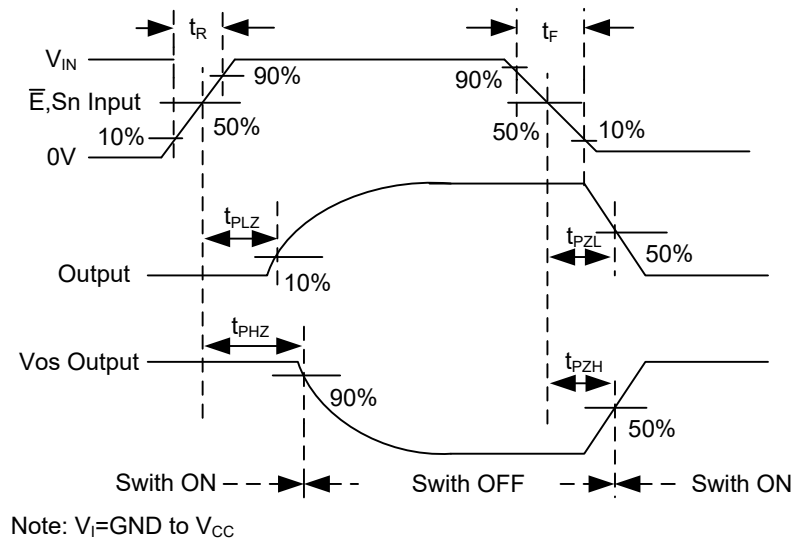 tR
tF
VIN
90%
90%
E̅,Sn Input
50%
50%
10%
10%
0V
tPLZ
tPZL
50%
Output
10%
tPHZ
Vos Output
tPZH
90%
50%
Swith ON
Swith OFF
Swith ON
Note: VI=GND to VCC